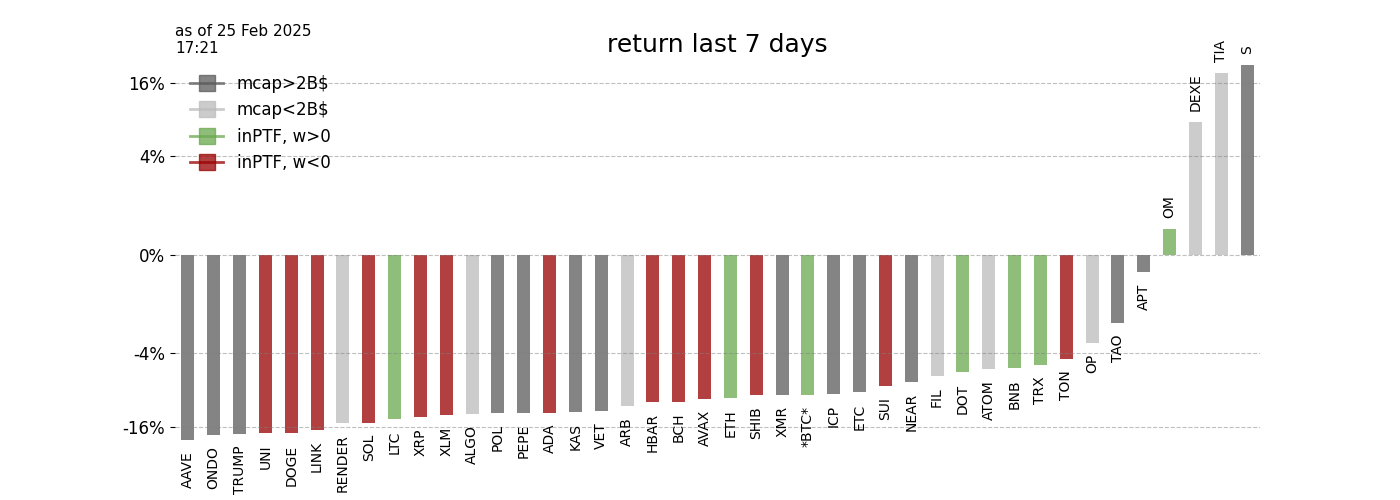 as of 25 Feb 2025
17:21
return last 7 days
mcap>2B$
mcap<2B$
inPTF, w>0
inPTF, w<0
16%
4%
0%
-4%
-16%
AAVE
ONDO
TRUMP
UNI
DOGE
LINK
RENDER
SOL
LTC
XRP
XLM
ALGO
POL
PEPE
ADA
KAS
VET
ARB
HBAR
BCH
AVAX
ETH
SHIB
XMR
*BTC*
ICP
ETC
SUI
NEAR
FIL
DOT
ATOM
BNB
TRX
TON
OP
TAO
APT
OM
DEXE
TIA
S